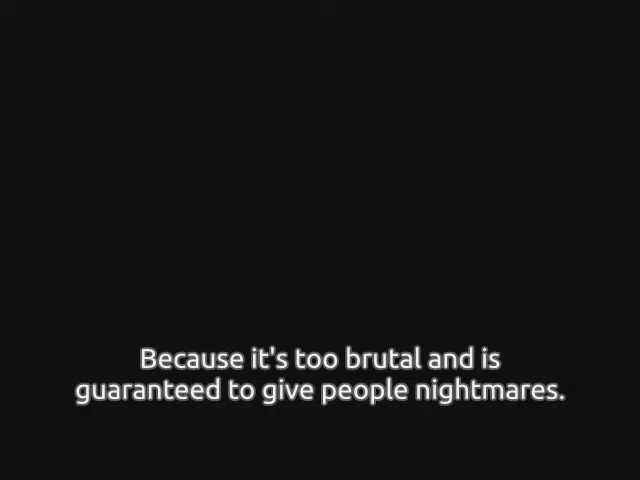 Because it's too brutal and is
guaranteed to give people nightmares.